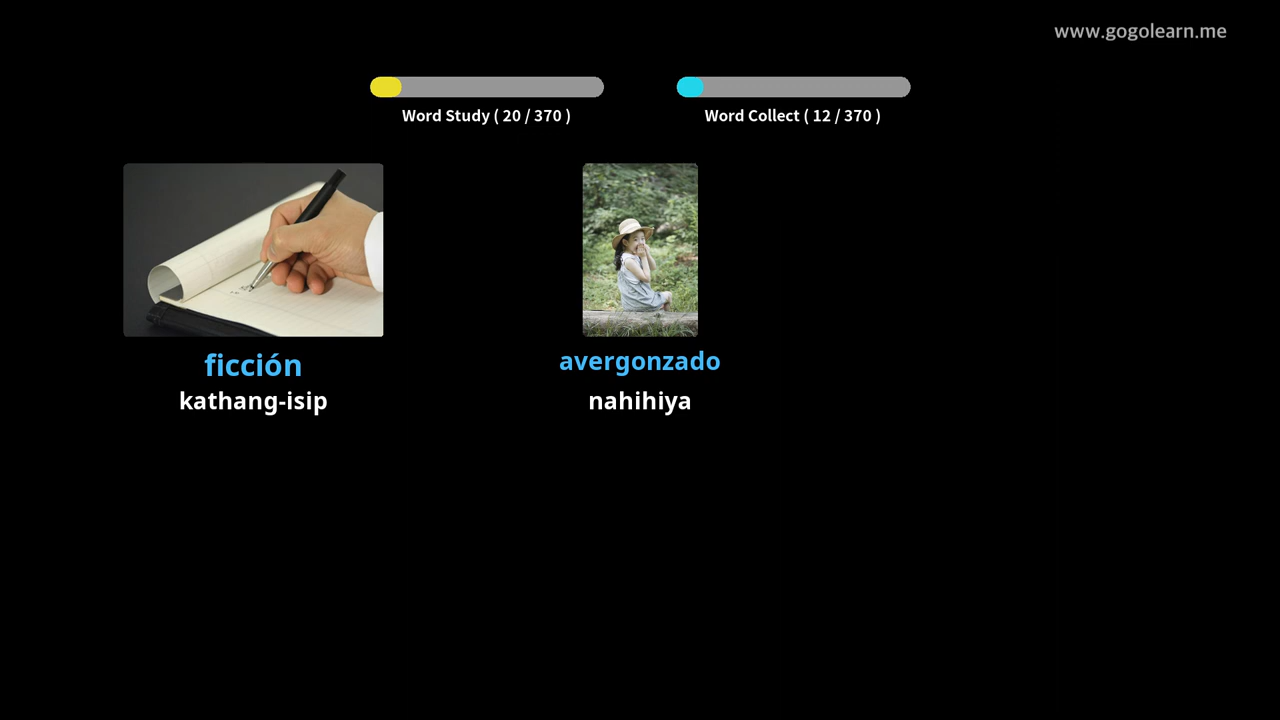 www.gogolearn.me
Word Study ( 20 / 370 )
Word Collect ( 12 / 370 )
ficción
kathang-isip
avergonzado
nahihiya